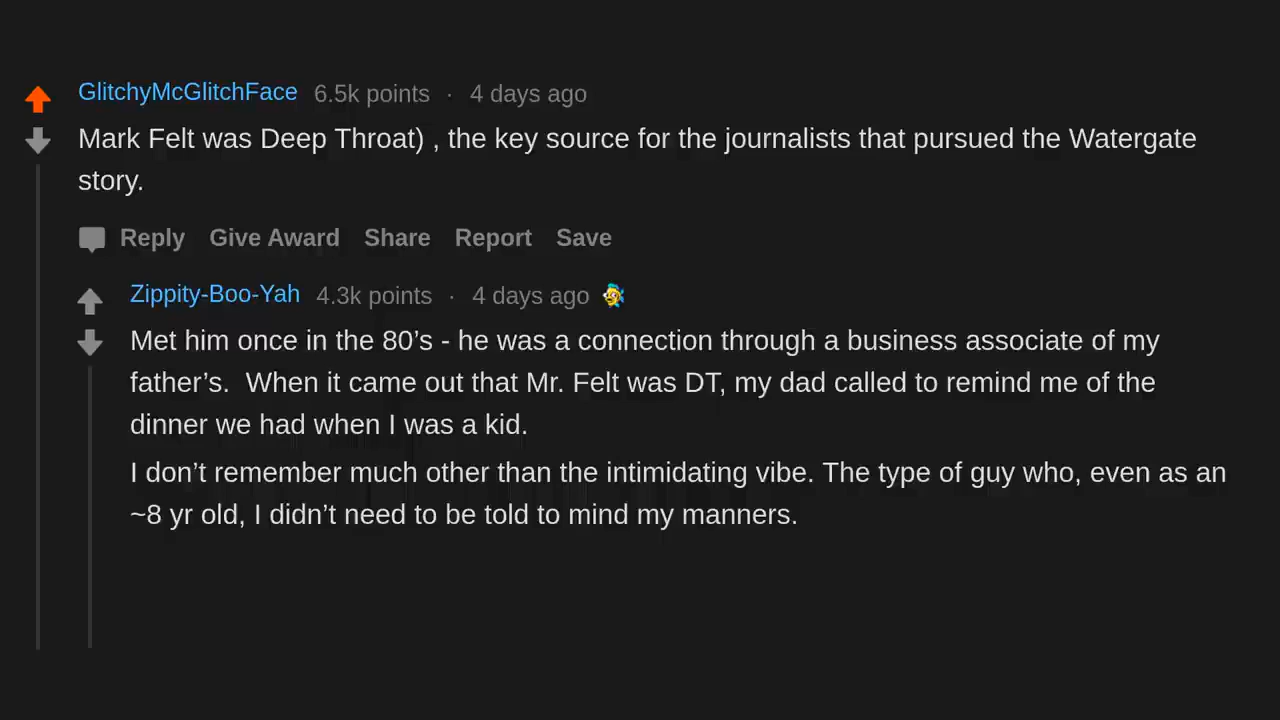 GlitchyMcGlitchFace 6.5k points · 4 days ago
Mark Felt was Deep Throat) , the key source for the journalists that pursued the Watergate
story.
Reply Give Award Share Report Save
Zippity-Boo-Yah 4.3k points · 4 days ago
Met him once in the 80’s - he was a connection through a business associate of my
father’s.  When it came out that Mr. Felt was DT, my dad called to remind me of the
dinner we had when I was a kid.
I don’t remember much other than the intimidating vibe. The type of guy who, even as an
~8 yr old, I didn’t need to be told to mind my manners.